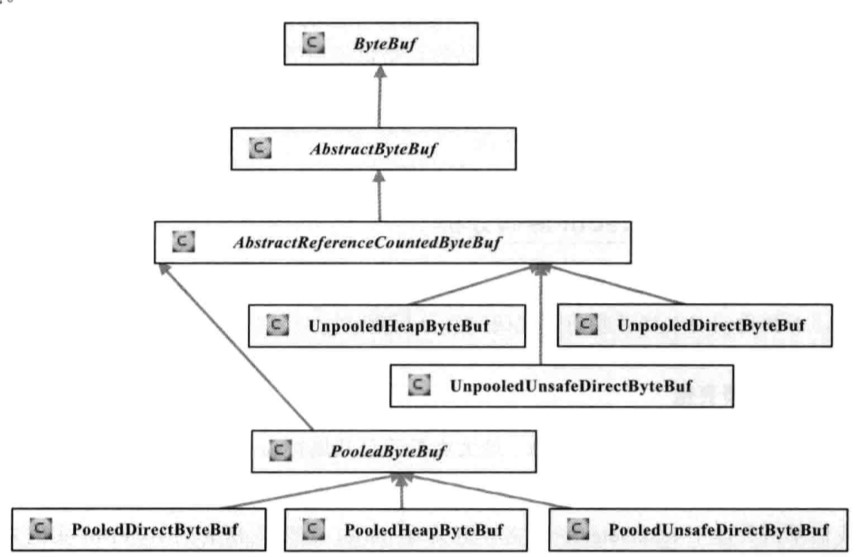 ByteBuf
AbstractByteBuf
AbstractReferenceCountedByteBuf
UnpooledHeapByteBuf
UnpooledDirectByteBuf
UnpooledUnsafeDirectByteBuf
PooledByteBuf
PooledDirectByteBuf
PooledHeapByteBuf
PooledUnsafeDirectByteBuf